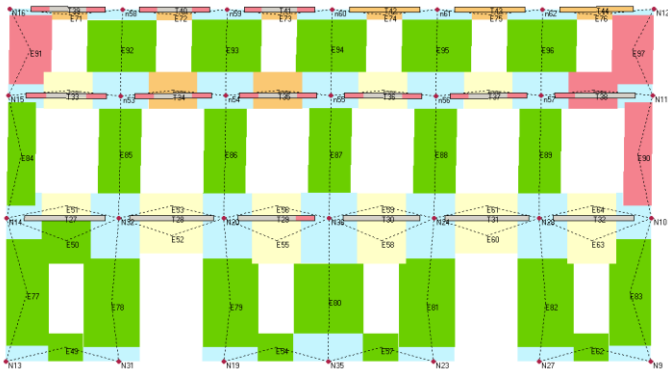 N16 T39 n58 T40 n59 T41 n60 T42 n61 T43 n62 T44 N12
E71 E72 E73 E74 E75 E76
E91 E92 E93 E94 E95 E96 E97
N15 T33 n53 T34 n54 T35 n55 T36 n56 T37 n57 T38 N11
E84 E85 E86 E87 E88 E89 E90
E51 E53 E56 E59 E61 E64
N14 T27 N32 T28 N20 T29 N36 T30 N24 T31 N28 T32 N10
E50 E52 E55 E58 E60 E63
E77 E78 E79 E80 E81 E82 E83
E49 E54 E57 E62
N13 N31 N19 N35 N23 N27 N9